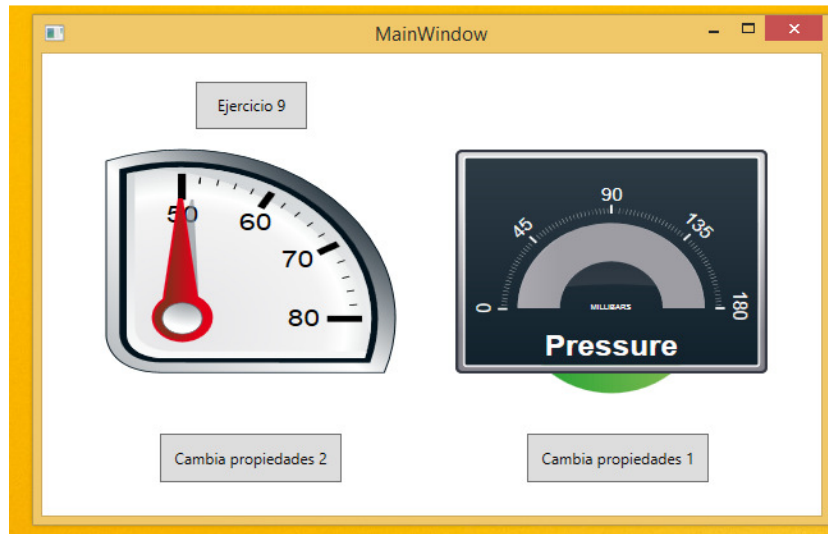 MainWindow
Ejercicio 9
50
60
70
80
0
45
90
135
180
MILLIBARS
Pressure
Cambia propiedades 2
Cambia propiedades 1